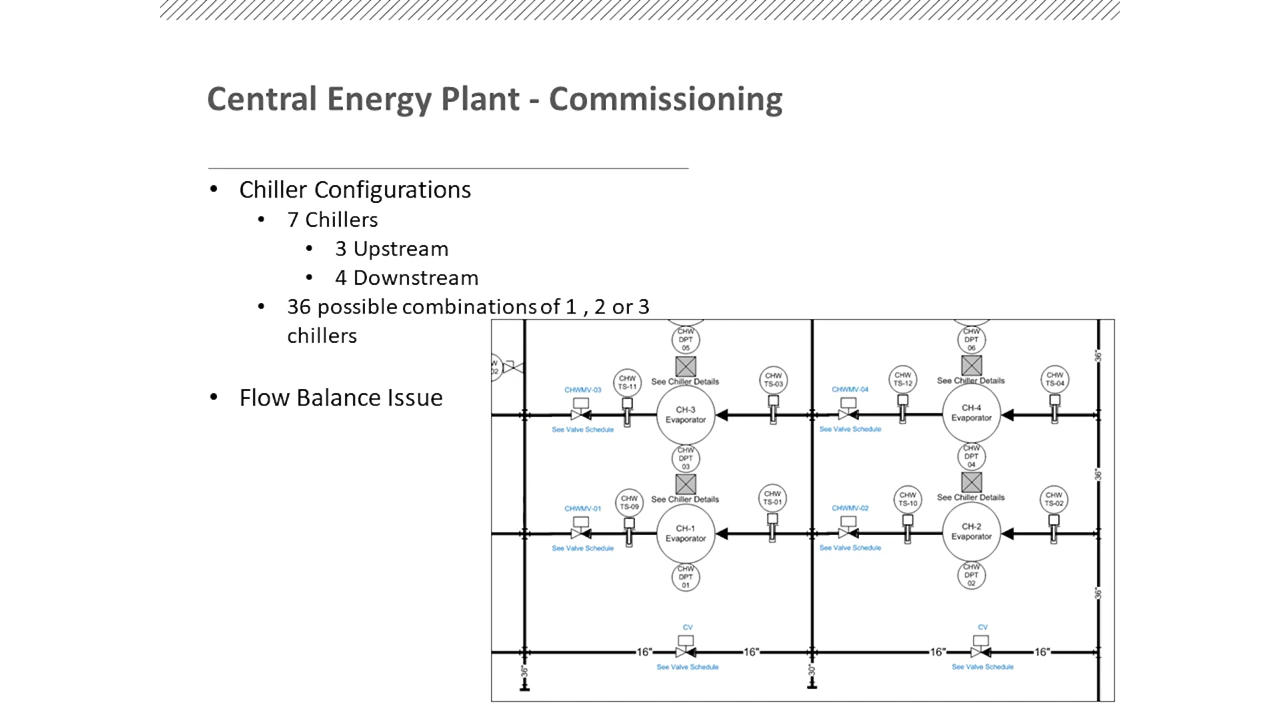 Central Energy Plant - Commissioning
• Chiller Configurations
• 7 Chillers
• 3 Upstream
• 4 Downstream
• 36 possible combinations of 1 , 2 or 3
chillers
• Flow Balance Issue
CHW
DPT
05
CHW
DPT
06
36"
02
See Chiller Details
See Chiller Details
CHWMV-03
CHW
TS-11
CHW
TS-03
CHWMV-04
CHW
TS-12
CHW
TS-04
CH-3
Evaporator
CH-4
Evaporator
See Valve Schedule
See Valve Schedule
CHW
DPT
03
CHW
DPT
04
36"
See Chiller Details
See Chiller Details
CHWMV-01
CHW
TS-09
CHW
TS-01
CHWMV-02
CHW
TS-10
CHW
TS-02
CH-1
Evaporator
CH-2
Evaporator
See Valve Schedule
See Valve Schedule
CHW
DPT
01
CHW
DPT
02
36"
CV
CV
16"
16"
16"
16"
See Valve Schedule
See Valve Schedule
36"
30"